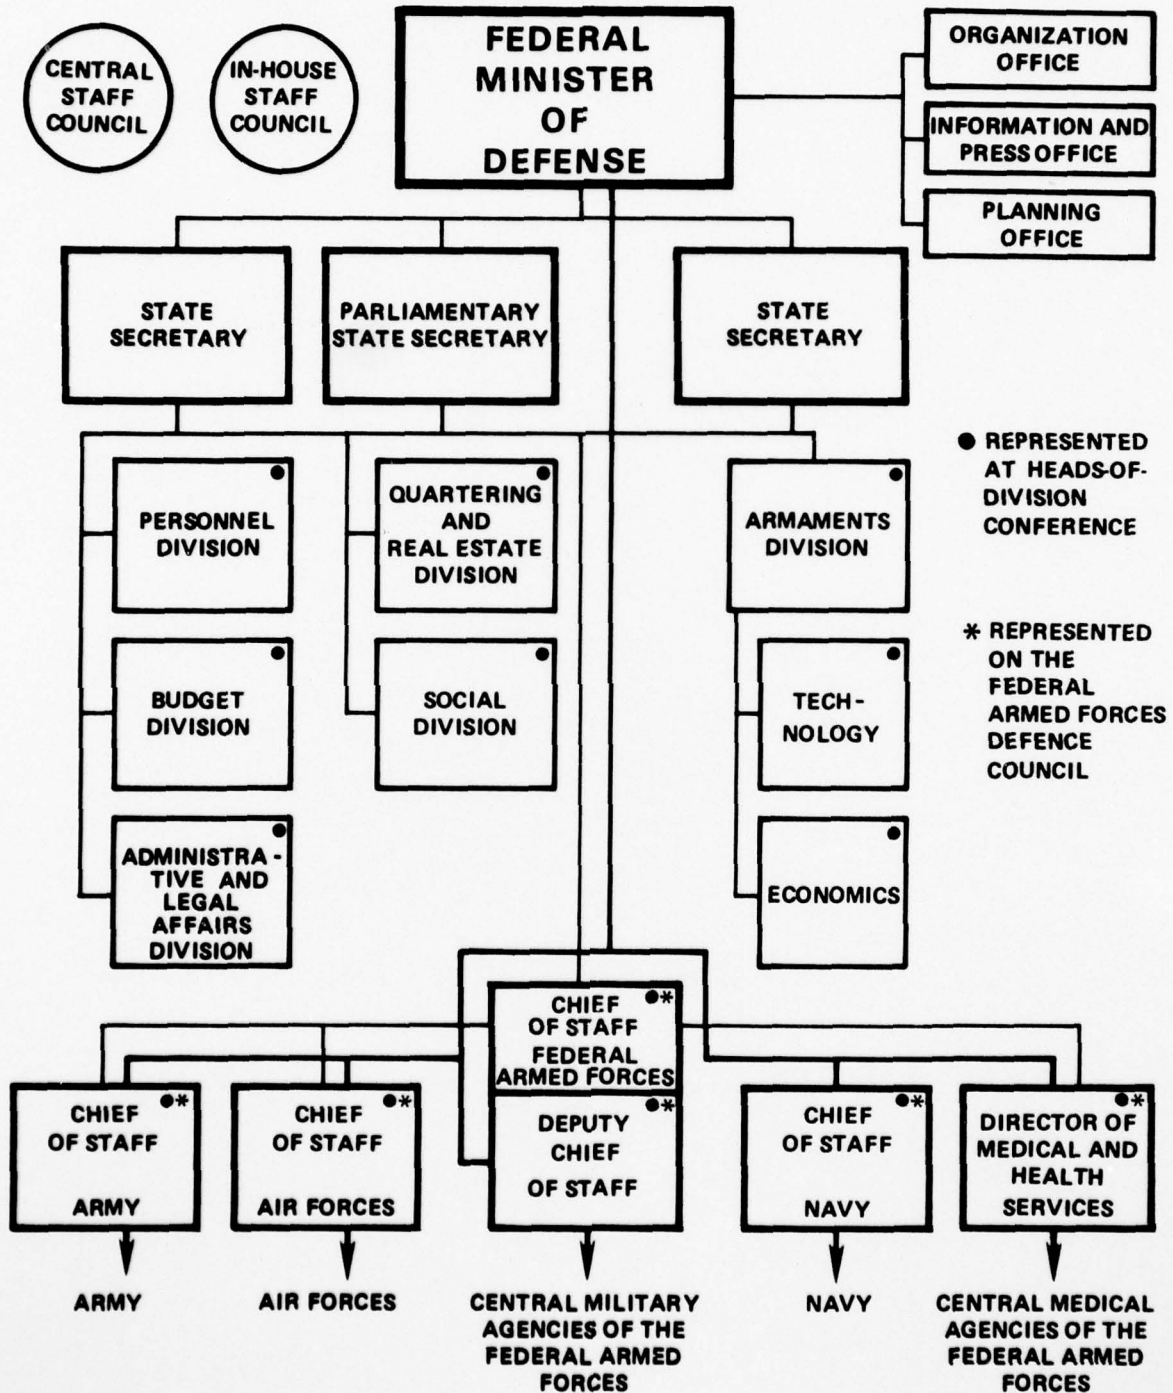 CENTRAL
STAFF
COUNCIL
IN-HOUSE
STAFF
COUNCIL
FEDERAL
MINISTER
OF
DEFENSE
ORGANIZATION
OFFICE
INFORMATION AND
PRESS OFFICE
PLANNING
OFFICE
STATE
SECRETARY
PARLIAMENTARY
STATE SECRETARY
STATE
SECRETARY
● REPRESENTED
AT HEADS-OF-
DIVISION
CONFERENCE
* REPRESENTED
ON THE
FEDERAL
ARMED FORCES
DEFENCE
COUNCIL
●
PERSONNEL
DIVISION
●
QUARTERING
AND
REAL ESTATE
DIVISION
●
ARMAMENTS
DIVISION
●
BUDGET
DIVISION
●
SOCIAL
DIVISION
●
TECH-
NOLOGY
●
ADMINISTRA-
TIVE AND
LEGAL
AFFAIRS
DIVISION
●
ECONOMICS
●*
CHIEF
OF STAFF
FEDERAL
ARMED FORCES
●*
CHIEF
OF STAFF
ARMY
●*
CHIEF
OF STAFF
AIR FORCES
●*
DEPUTY
CHIEF
OF STAFF
●*
CHIEF
OF STAFF
NAVY
●*
DIRECTOR OF
MEDICAL AND
HEALTH
SERVICES
ARMY
AIR FORCES
CENTRAL MILITARY
AGENCIES OF THE
FEDERAL ARMED
FORCES
NAVY
CENTRAL MEDICAL
AGENCIES OF THE
FEDERAL ARMED
FORCES